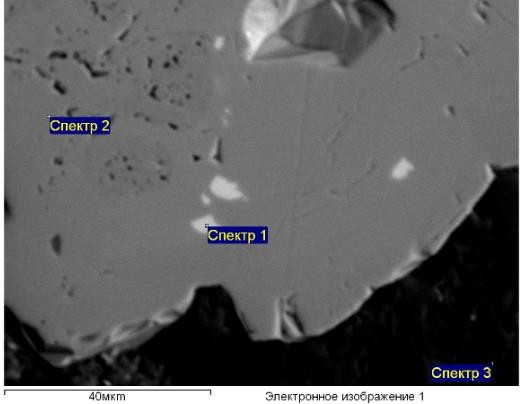 Спектр 2
Спектр 1
Спектр 3
40мкm
Электронное изображение 1